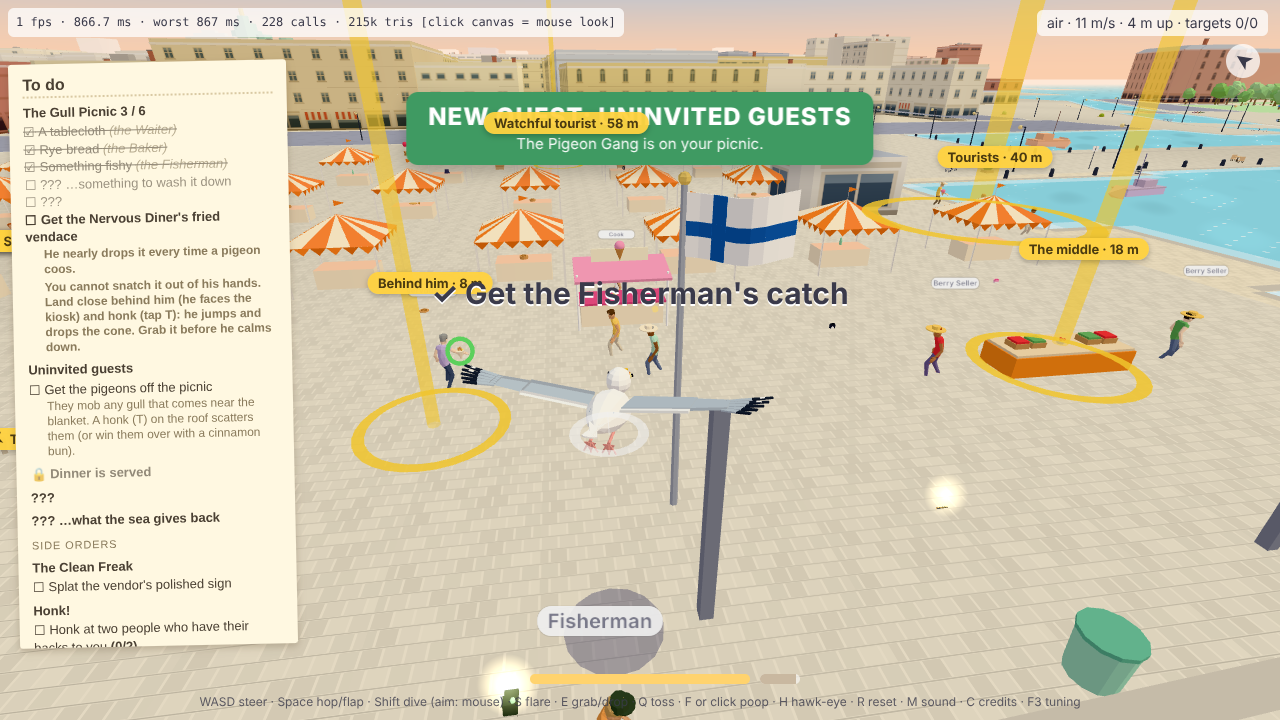 1 fps · 866.7 ms · worst 867 ms · 228 calls · 215k tris [click canvas = mouse look]
air · 11 m/s · 4 m up · targets 0/0
To do
The Gull Picnic 3 / 6
☑ A tablecloth (the Waiter)
☑ Rye bread (the Baker)
☑ Something fishy (the Fisherman)
☐ ??? …something to wash it down
☐ ???
☐ Get the Nervous Diner's fried
vendace
He nearly drops it every time a pigeon
coos.
You cannot snatch it out of his hands.
Land close behind him (he faces the
kiosk) and honk (tap T): he jumps and
drops the cone. Grab it before he calms
down.
Uninvited guests
☐ Get the pigeons off the picnic
They mob any gull that comes near the
blanket. A honk (T) on the roof scatters
them (or win them over with a cinnamon
bun).
🔒 Dinner is served
???
??? …what the sea gives back
SIDE ORDERS
The Clean Freak
☐ Splat the vendor's polished sign
Honk!
☐ Honk at two people who have their
backs to you (0/2)
NEW GUEST: UNINVITED GUESTS
The Pigeon Gang is on your picnic.
Watchful tourist · 58 m
Tourists · 40 m
The middle · 18 m
Behind him · 8 m
✓ Get the Fisherman's catch
Cook
Berry Seller
Berry Seller
Fisherman
WASD steer · Space hop/flap · Shift dive (aim: mouse) · S flare · E grab/drop · Q toss · F or click poop · H hawk-eye · R reset · M sound · C credits · F3 tuning